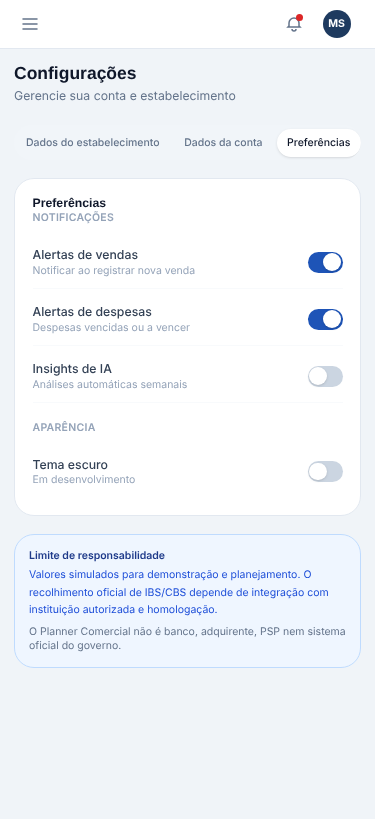 MS
Configurações
Gerencie sua conta e estabelecimento
Dados do estabelecimento Dados da conta Preferências
Preferências
NOTIFICAÇÕES
Alertas de vendas
Notificar ao registrar nova venda
Alertas de despesas
Despesas vencidas ou a vencer
Insights de IA
Análises automáticas semanais
APARÊNCIA
Tema escuro
Em desenvolvimento
Limite de responsabilidade
Valores simulados para demonstração e planejamento. O
recolhimento oficial de IBS/CBS depende de integração com
instituição autorizada e homologação.
O Planner Comercial não é banco, adquirente, PSP nem sistema
oficial do governo.